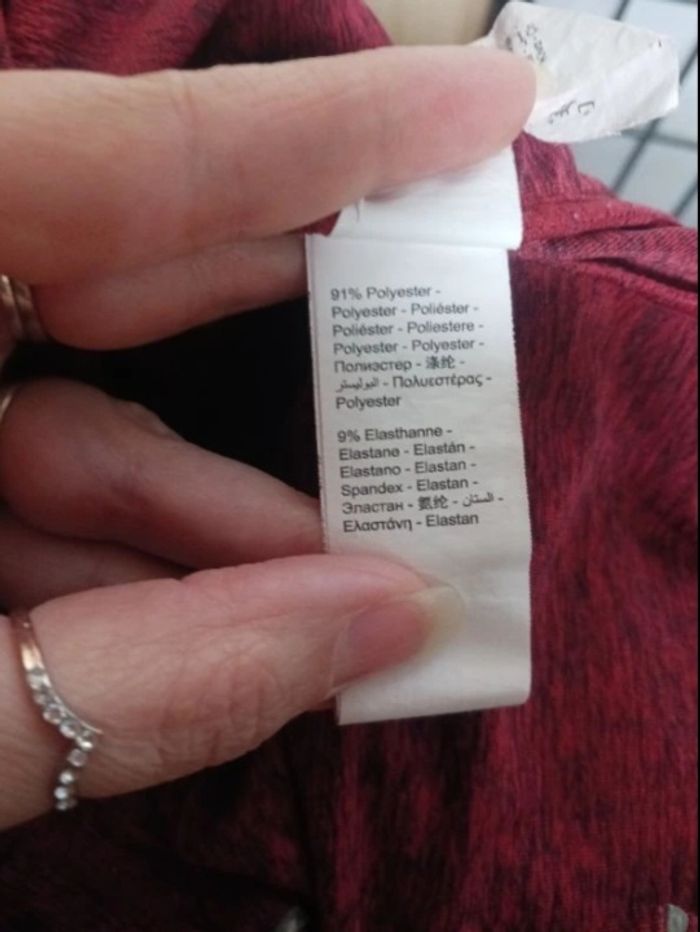 91% Polyester -
Polyester - Poliéster -
Poliéster - Poliestere -
Polyester - Polyester -
Полиэстер - 涤纶 -
البوليستر - Πολυεστέρας -
Polyester
9% Elasthanne -
Elastane - Elastán -
Elastano - Elastan -
Spandex - Elastan -
Эластан - 氨纶 - الستان -
Ελαστάνη - Elastan